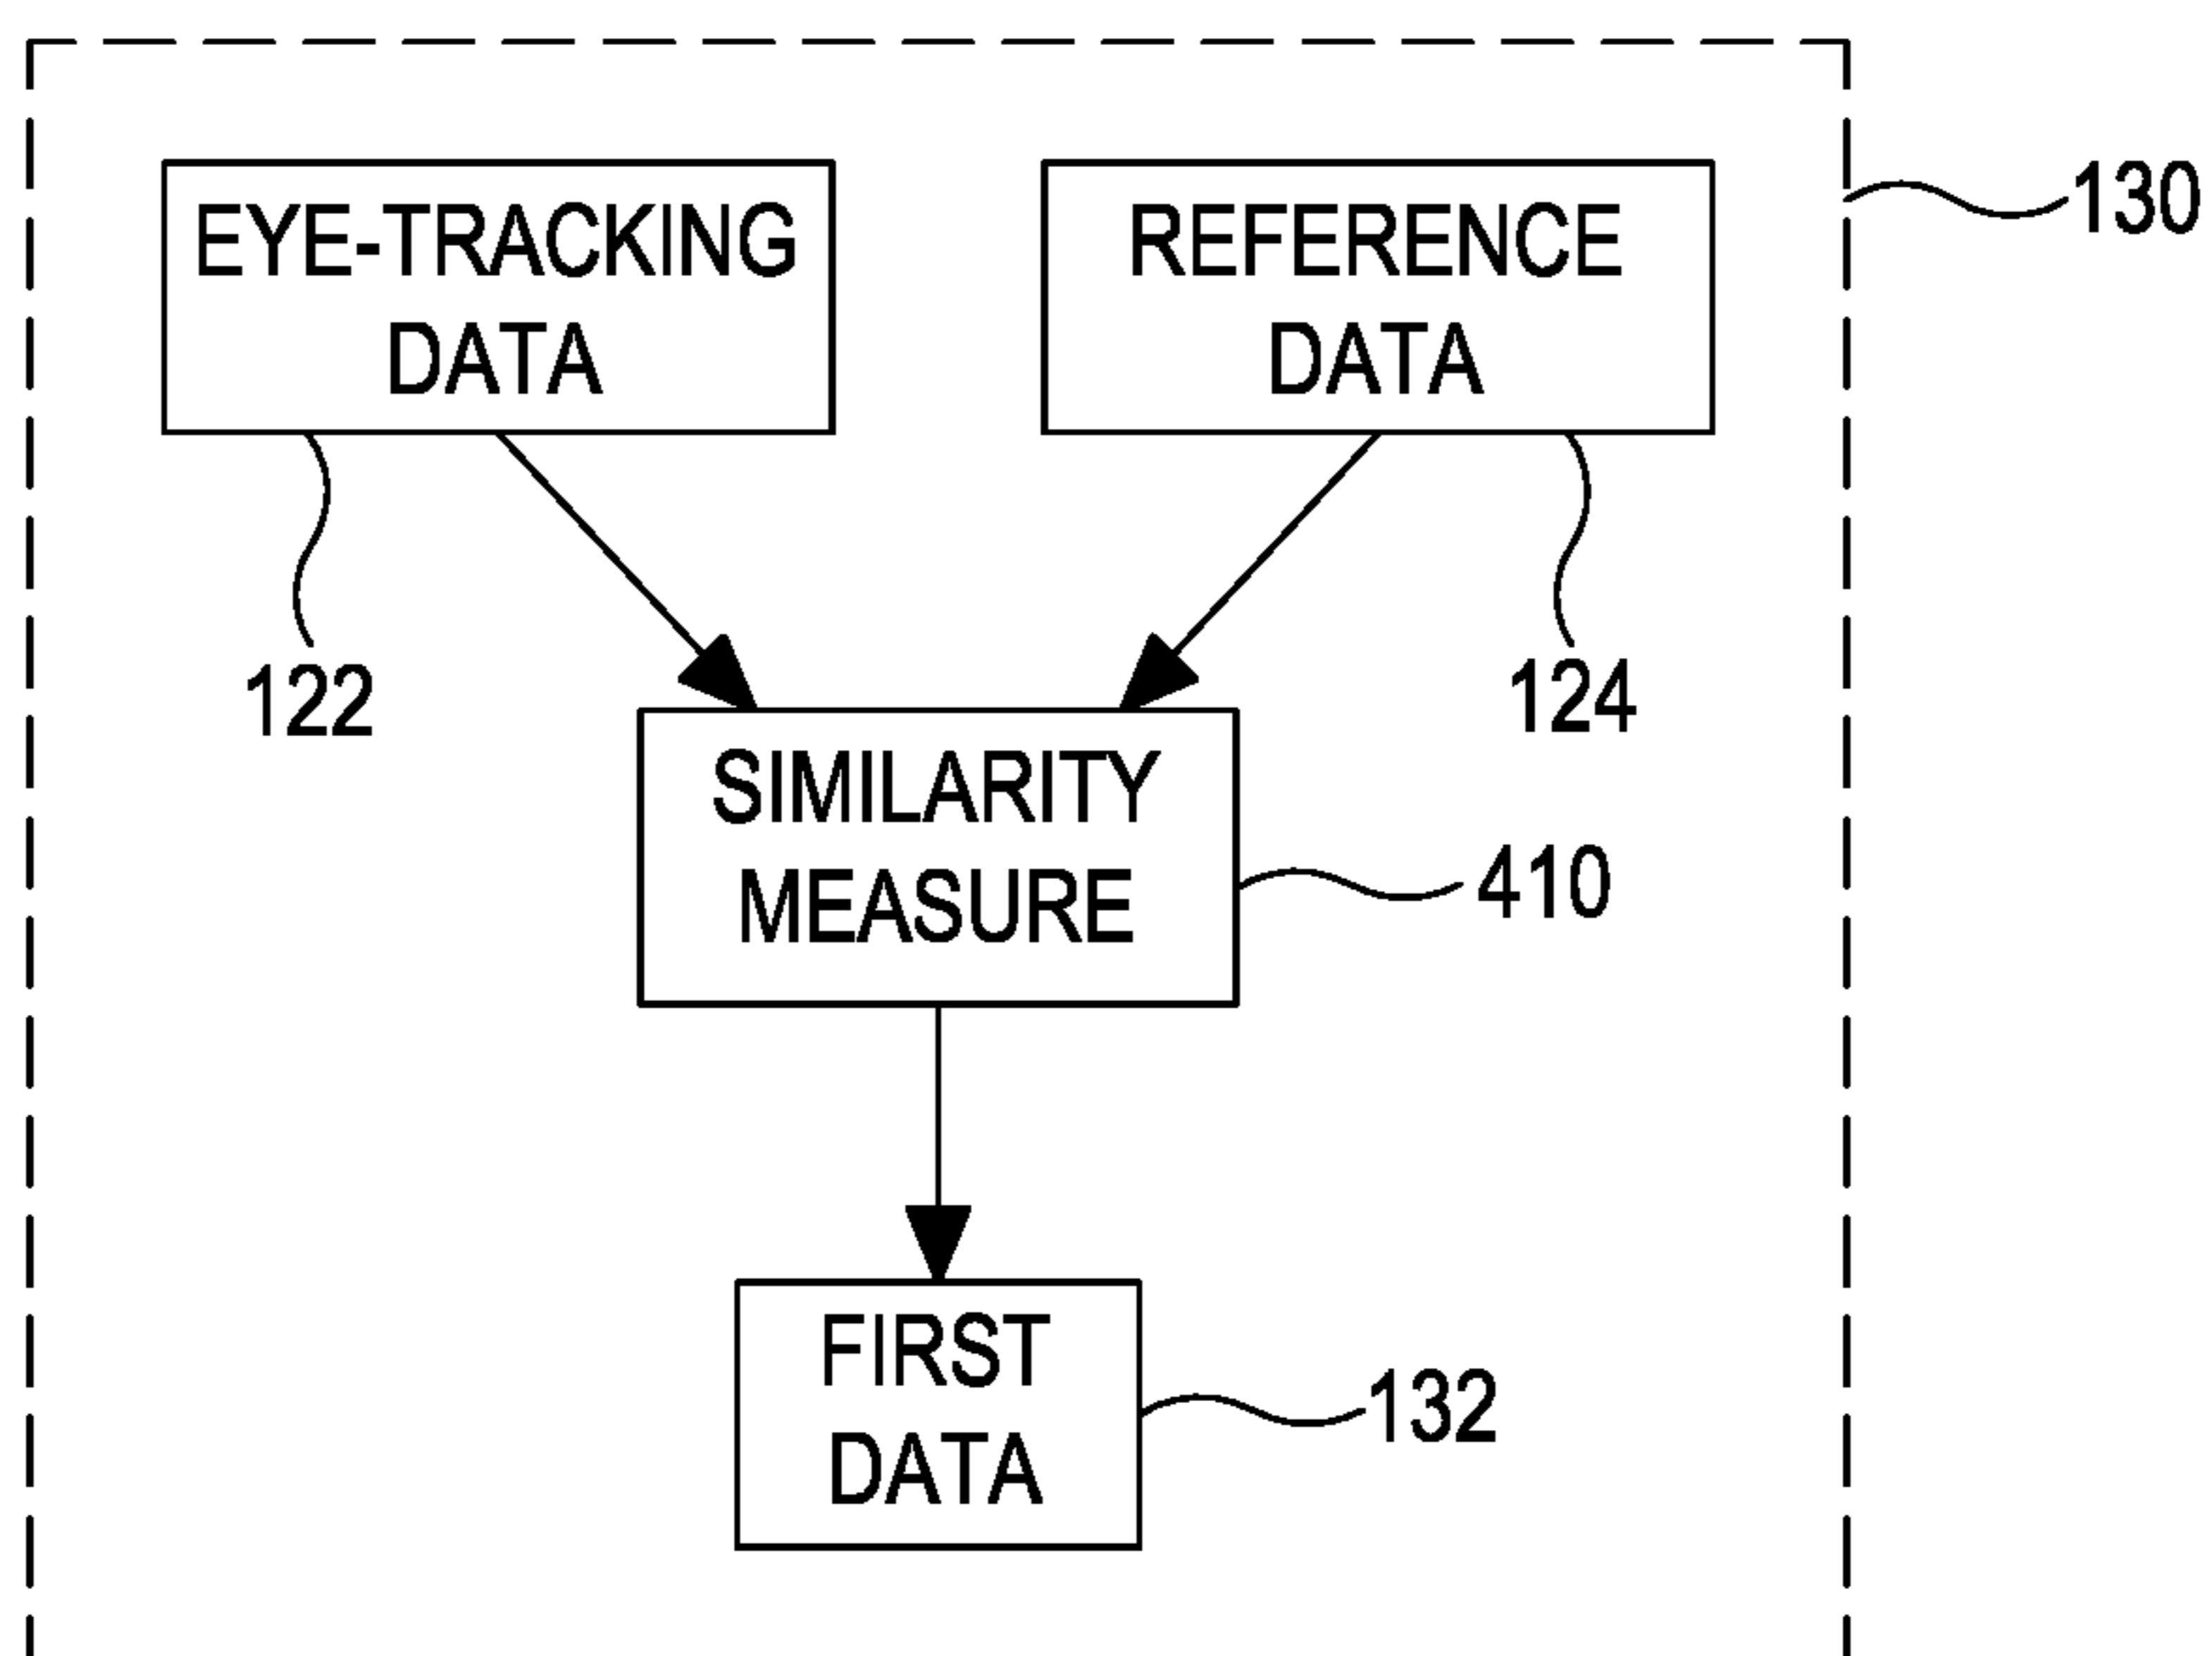 EYE-TRACKING
DATA
REFERENCE
DATA
130
122
124
SIMILARITY
MEASURE
410
FIRST
DATA
132